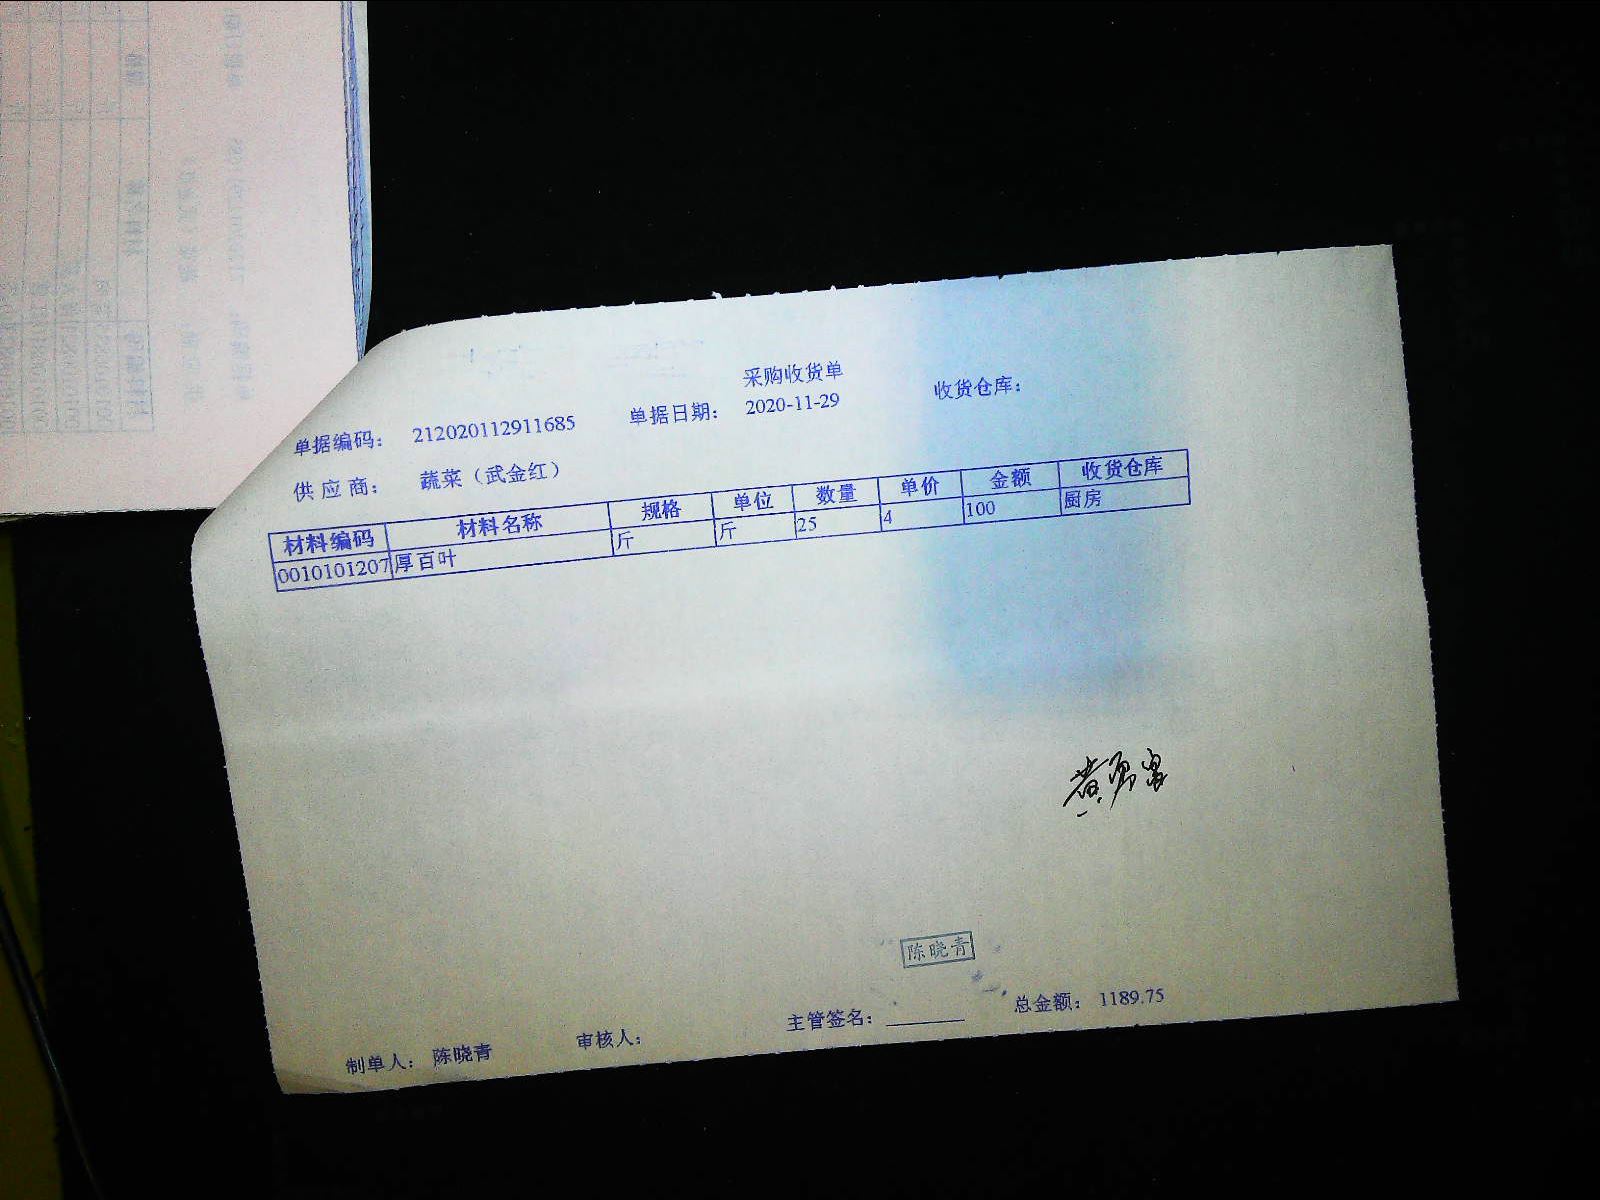 采购收货单
单据编码： 212020112911685 单据日期： 2020-11-29 收货仓库：
供应商： 蔬菜（武金红）
材料编码 材料名称 规格 单位 数量 单价 金额 收货仓库
0010101207 厚百叶 斤 斤 25 4 100 厨房
陈晓青
制单人： 陈晓青 审核人： 主管签名： 总金额： 1189.75